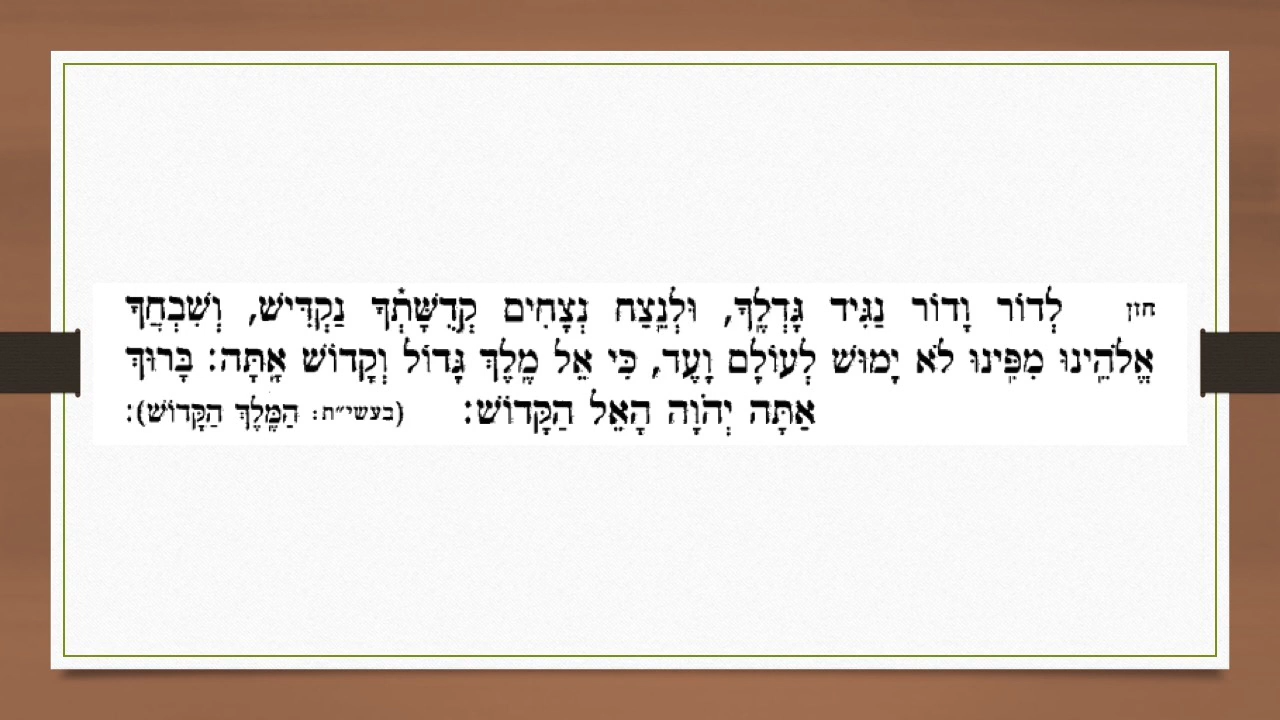 חזן לְדוֹר וָדוֹר נַגִּיד גָּדְלֶֽךָ, וּלְנֵֽצַח נְצָחִים קְדֻשָּׁתְ֯ךָ נַקְדִּישׁ, וְשִׁבְחֲךָ
אֱלֹהֵֽינוּ מִפִּֽינוּ לֹא יָמוּשׁ לְעוֹלָם וָעֶד, כִּי אֵל מֶֽלֶךְ גָּדוֹל וְקָדוֹשׁ אָֽתָּה: בָּרוּךְ
אַתָּה יְהֹוָה הָאֵל הַקָּדוֹשׁ: (בעשי״ת: הַמֶּֽלֶךְ הַקָּדוֹשׁ):